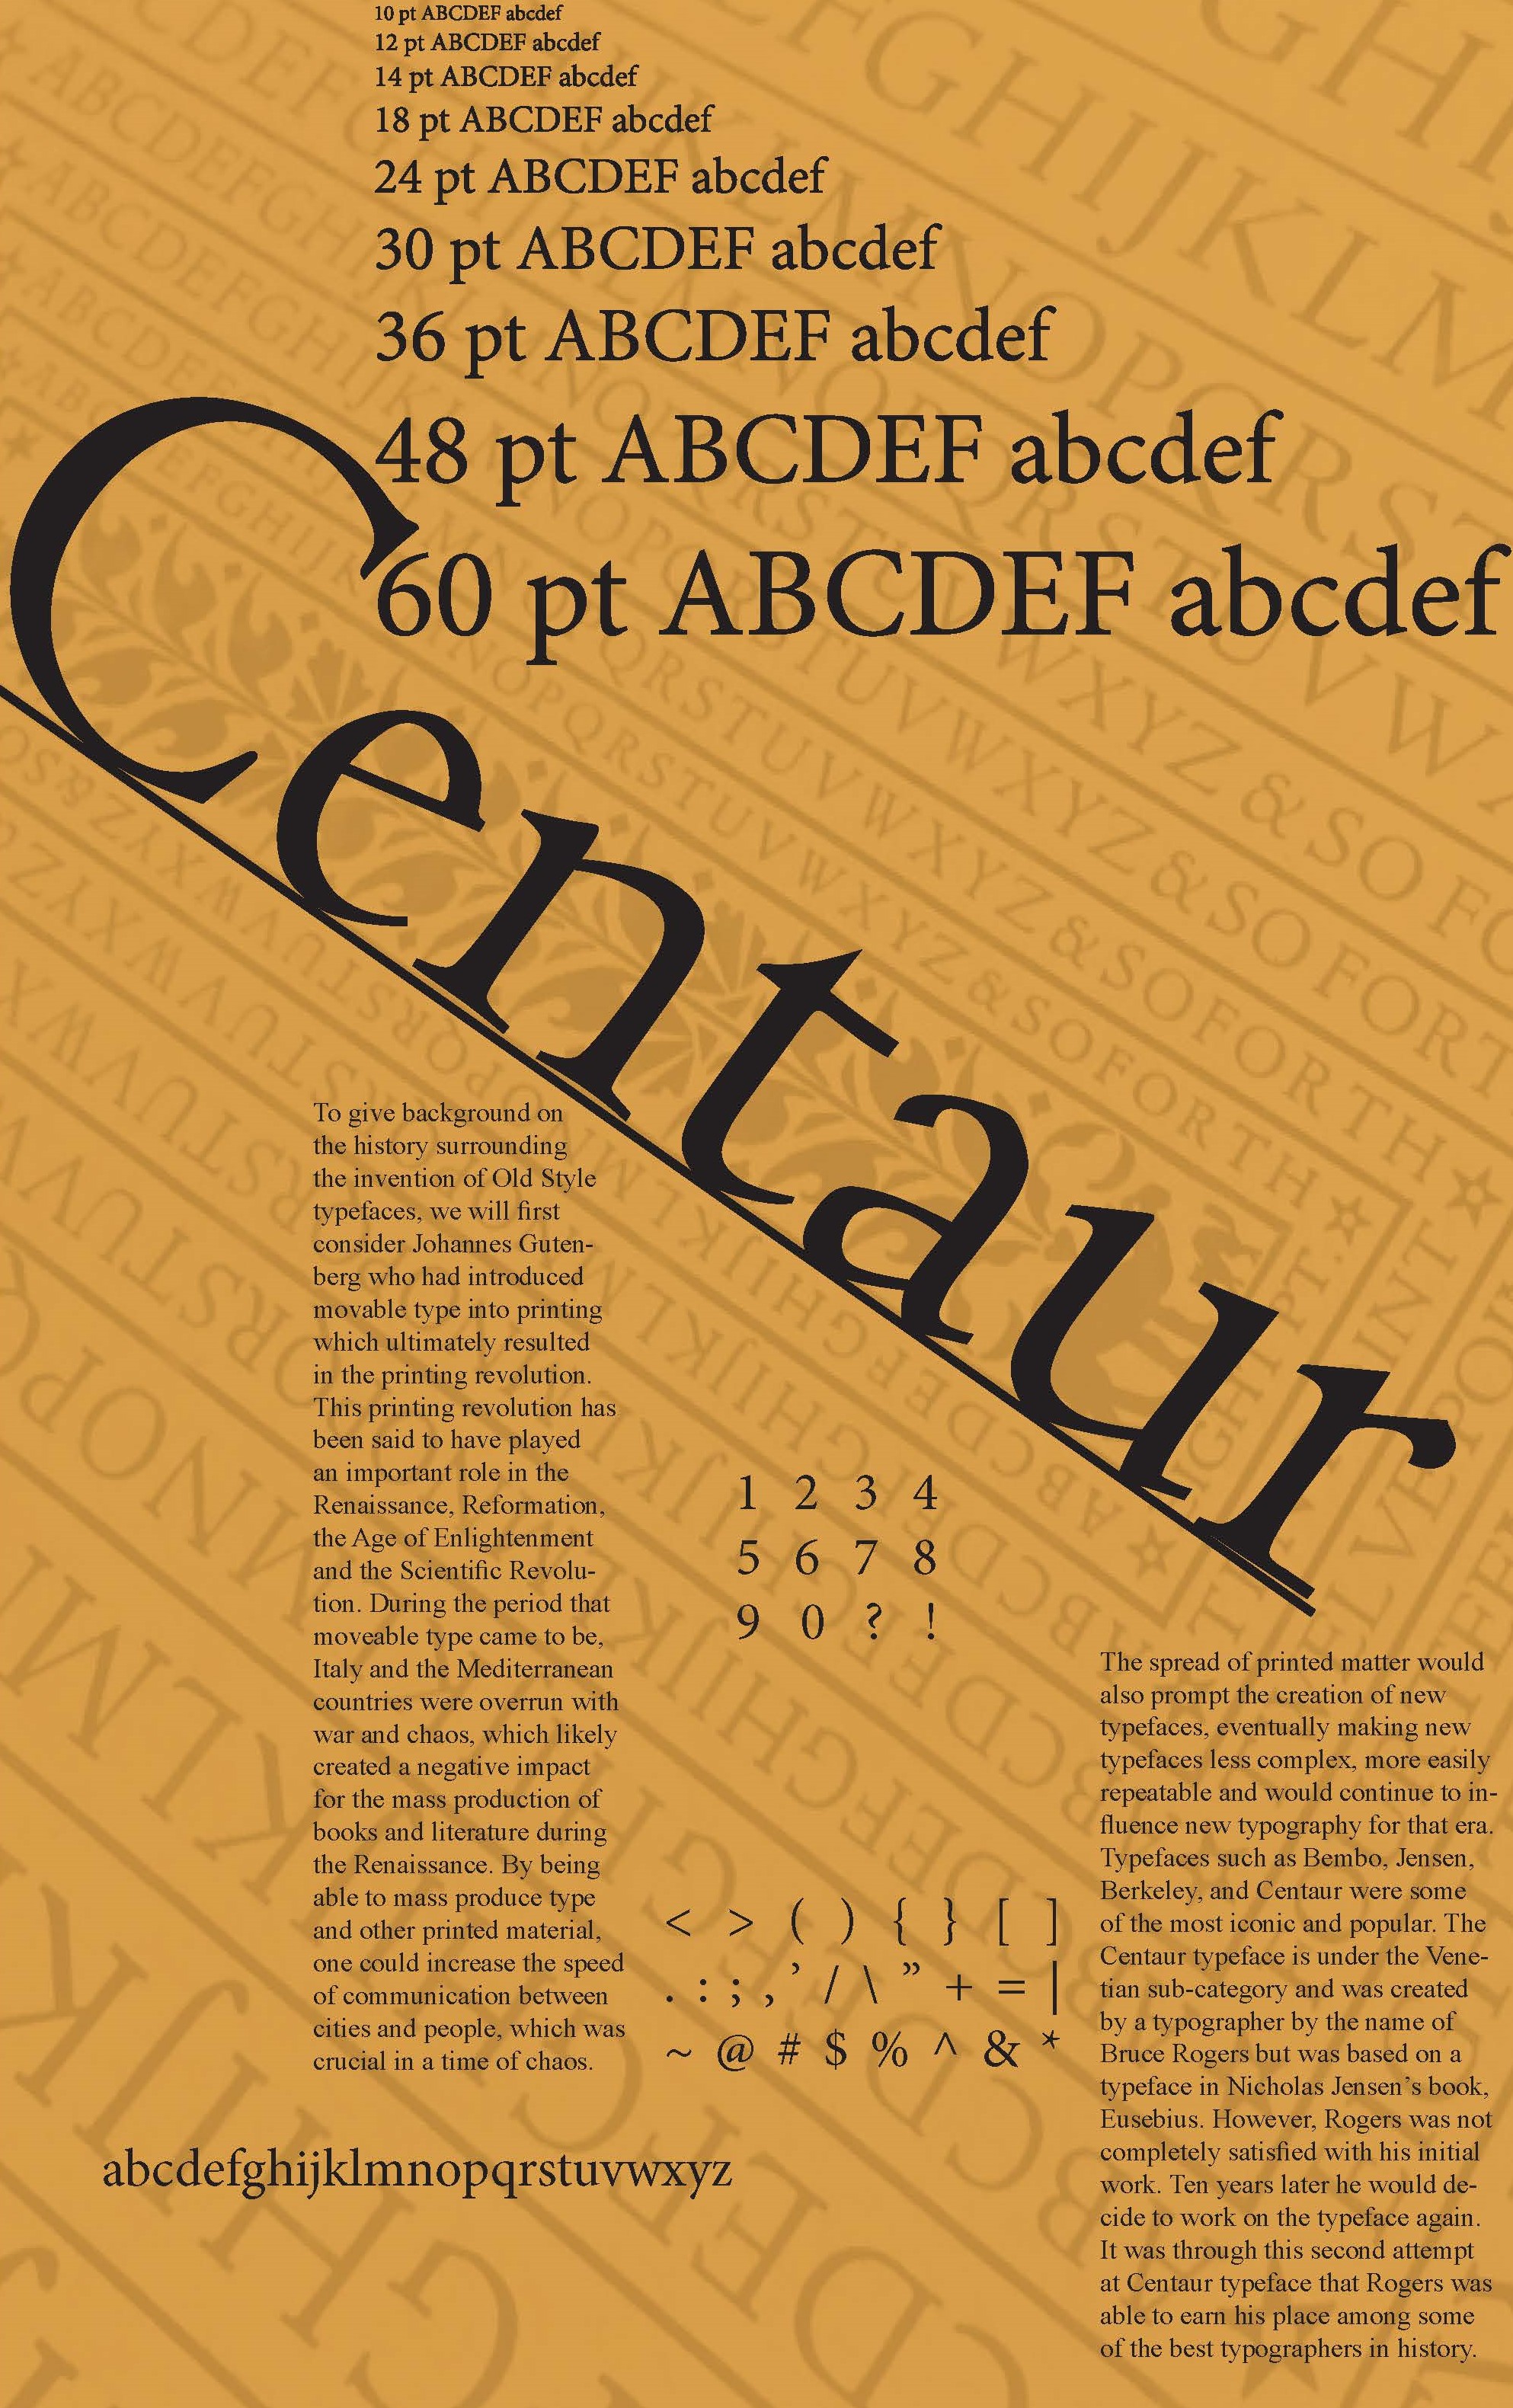 10 pt ABCDEF abcdef
12 pt ABCDEF abcdef
14 pt ABCDEF abcdef
18 pt ABCDEF abcdef
24 pt ABCDEF abcdef
30 pt ABCDEF abcdef
36 pt ABCDEF abcdef
48 pt ABCDEF abcdef
60 pt ABCDEF abcdef
Centaur
To give background on
the history surrounding
the invention of Old Style
typefaces, we will first
consider Johannes Guten-
berg who had introduced
movable type into printing
which ultimately resulted
in the printing revolution.
This printing revolution has
been said to have played
an important role in the
Renaissance, Reformation,
the Age of Enlightenment
and the Scientific Revolu-
tion. During the period that
moveable type came to be,
Italy and the Mediterranean
countries were overrun with
war and chaos, which likely
created a negative impact
for the mass production of
books and literature during
the Renaissance. By being
able to mass produce type
and other printed material,
one could increase the speed
of communication between
cities and people, which was
crucial in a time of chaos.
1 2 3 4
5 6 7 8
9 0 ? !
< > ( ) { } [ ]
. : ; , ’ / \ ” + = |
~ @ # $ % ^ & *
abcdefghijklmnopqrstuvwxyz
The spread of printed matter would
also prompt the creation of new
typefaces, eventually making new
typefaces less complex, more easily
repeatable and would continue to in-
fluence new typography for that era.
Typefaces such as Bembo, Jensen,
Berkeley, and Centaur were some
of the most iconic and popular. The
Centaur typeface is under the Vene-
tian sub-category and was created
by a typographer by the name of
Bruce Rogers but was based on a
typeface in Nicholas Jensen’s book,
Eusebius. However, Rogers was not
completely satisfied with his initial
work. Ten years later he would de-
cide to work on the typeface again.
It was through this second attempt
at Centaur typeface that Rogers was
able to earn his place among some
of the best typographers in history.